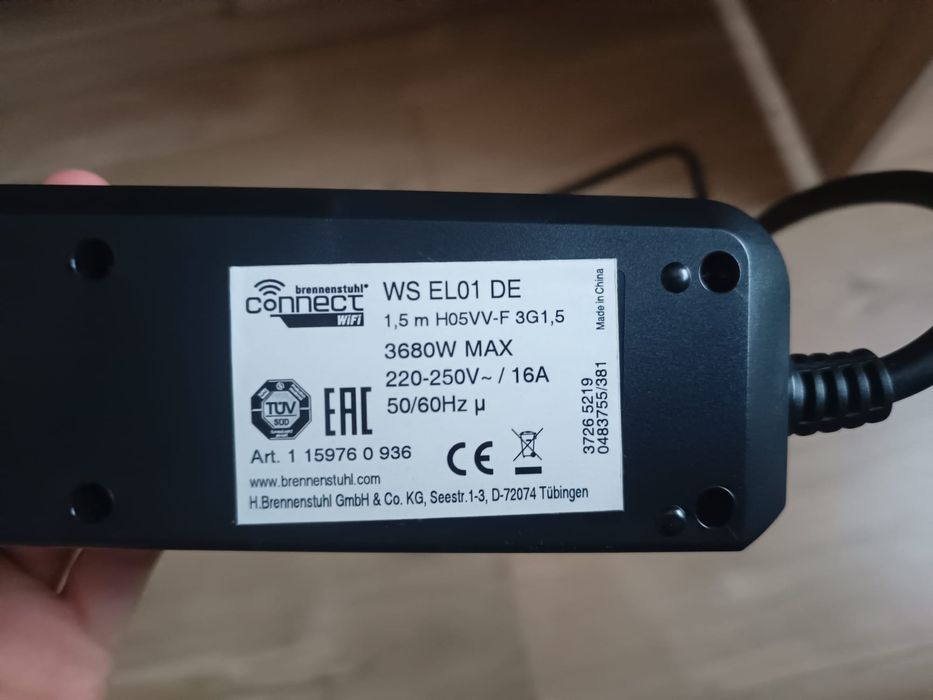 brennenstuhl®
connect
WiFi
WS EL01 DE
1,5 m H05VV-F 3G1,5
3680W MAX
220-250V~ / 16A
50/60Hz µ
TÜV
SÜD
EAC
Art. 1 15976 0 936
CE
www.brennenstuhl.com
H.Brennenstuhl GmbH & Co. KG, Seestr.1-3, D-72074 Tübingen
Made in China
3726 5219
0483755/381